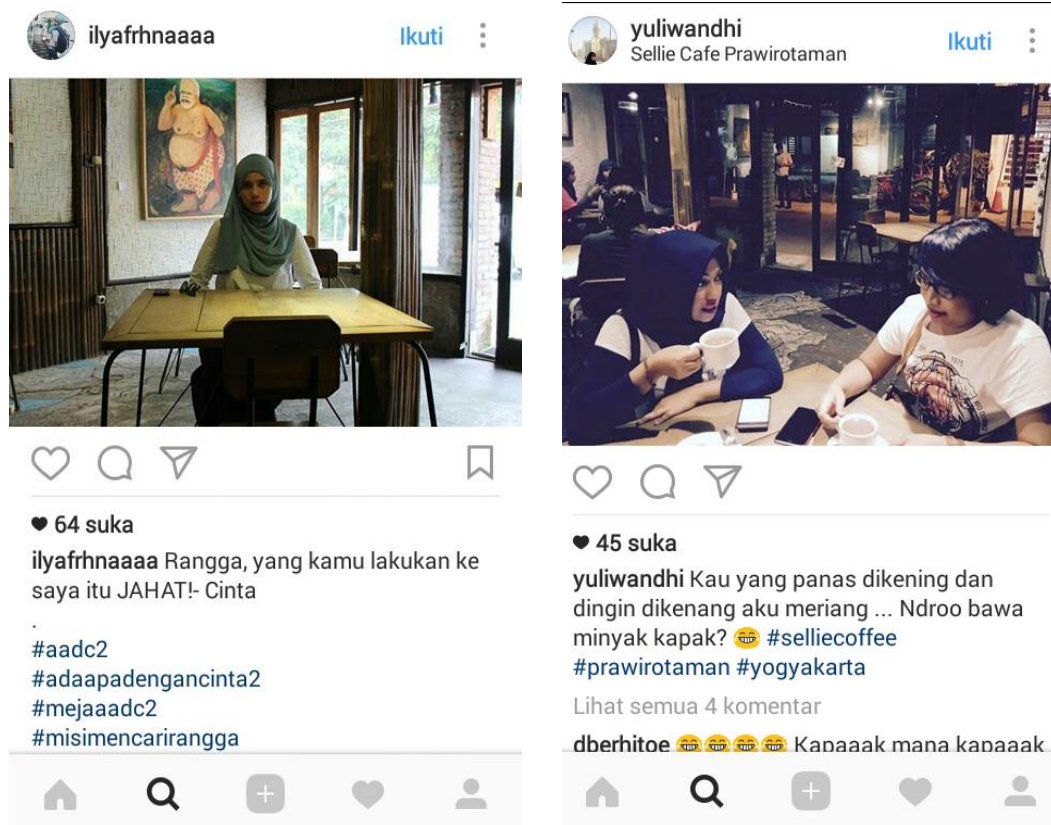 ilyafrhnaaaa
Ikuti
64 suka
ilyafrhnaaaa Rangga, yang kamu lakukan ke
saya itu JAHAT!- Cinta
.
#aadc2
#adaapadengancinta2
#mejaaadc2
#misimencarirangga
yuliwandhi
Sellie Cafe Prawirotaman
Ikuti
45 suka
yuliwandhi Kau yang panas dikening dan
dingin dikenang aku meriang ... Ndroo bawa
minyak kapak? 😂 #selliecoffee
#prawirotaman #yogyakarta
Lihat semua 4 komentar
dberhitoe 😂😂😂😂 Kapaaak mana kapaaak